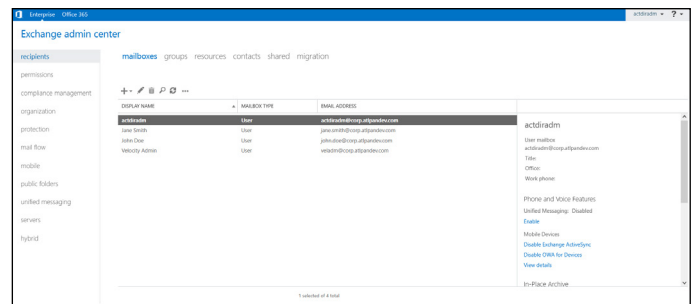 Enterprise Office 365
actdiradm ?
Exchange admin center
recipients
permissions
compliance management
organization
protection
mail flow
mobile
public folders
unified messaging
servers
hybrid
mailboxes groups resources contacts shared migration
DISPLAY NAME MAILBOX TYPE EMAIL ADDRESS
actdiradm User actdiradm@corp.atlpandev.com
Jane Smith User jane.smith@corp.atlpandev.com
John Doe User john.doe@corp.atlpandev.com
Velocity Admin User veladm@corp.atlpandev.com
1 selected of 4 total
actdiradm
User mailbox
actdiradm@corp.atlpandev.com
Title:
Office:
Work phone:
Phone and Voice Features
Unified Messaging: Disabled
Enable
Mobile Devices
Disable Exchange ActiveSync
Disable OWA for Devices
View details
In-Place Archive